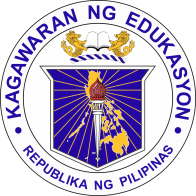 KAGAWARAN NG EDUKASYON
REPUBLIKA NG PILIPINAS